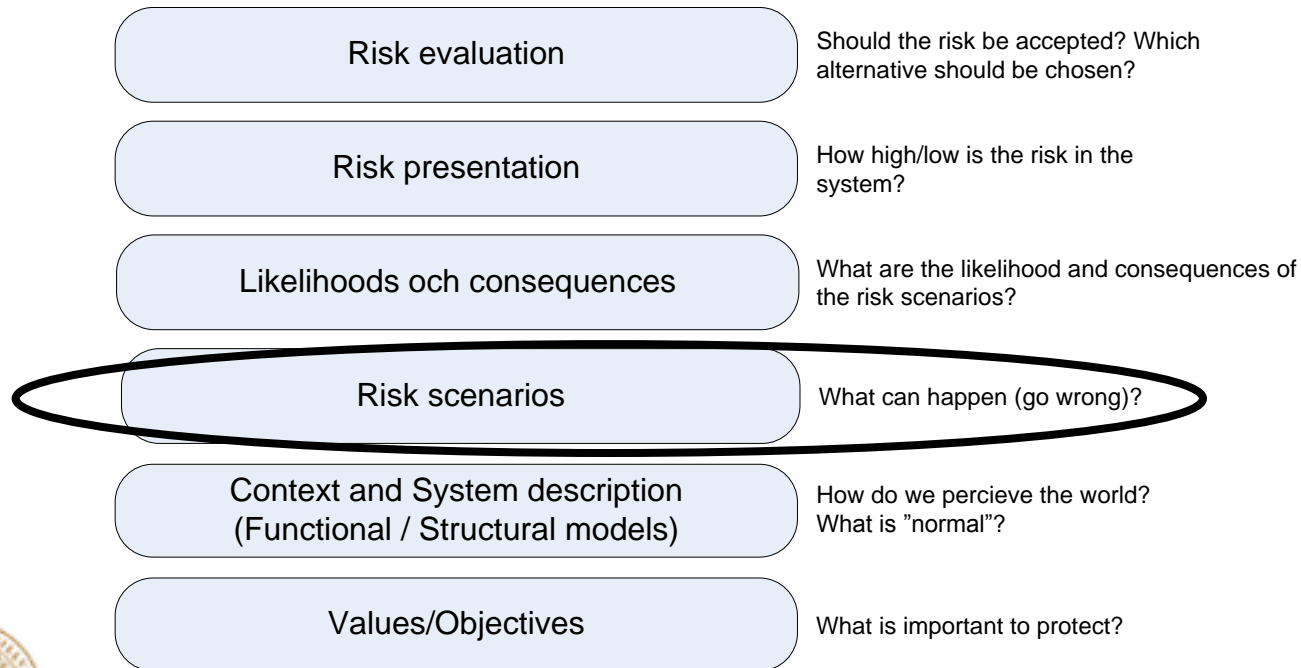 Risk evaluation
Should the risk be accepted? Which
alternative should be chosen?
Risk presentation
How high/low is the risk in the
system?
Likelihoods och consequences
What are the likelihood and consequences of
the risk scenarios?
Risk scenarios
What can happen (go wrong)?
Context and System description
(Functional / Structural models)
How do we percieve the world?
What is ”normal”?
Values/Objectives
What is important to protect?